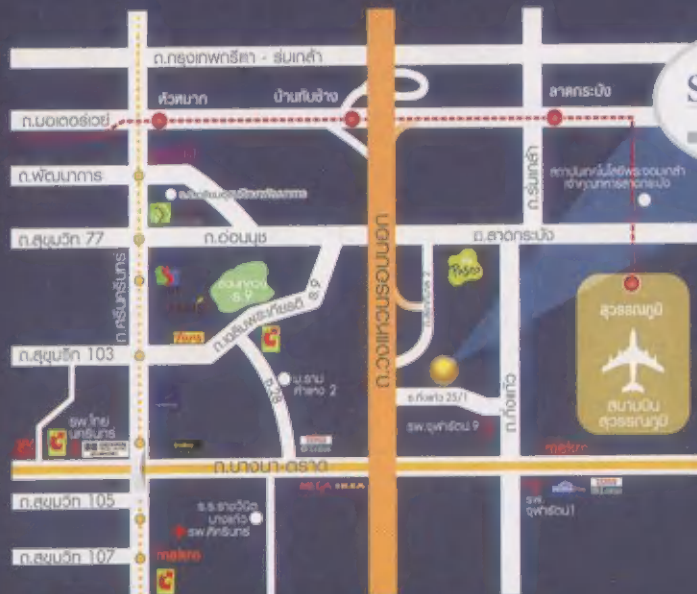 ถ.กรุงเทพกรีฑา - ร่มเกล้า
หัวหมาก
บ้านทับช้าง
ลาดกระบัง
S
ถ.มอเตอร์เวย์
ถ.พัฒนาการ
สถาบันเทคโนโลยีพระจอมเกล้า
เจ้าคุณทหารลาดกระบัง
ถ.ร่มเกล้า
ถ.สุขุมวิท 77
ถ.อ่อนนุช
ถ.ลาดกระบัง
ถ.ศรีนครินทร์
สวนหลวง
ร.9
ถ.เฉลิมพระเกียรติ ร.9
ถ.วงแหวนรอบนอก
Paseo
สุวรรณภูมิ
สนามบิน
สุวรรณภูมิ
ถ.สุขุมวิท 103
ซ.28
ม.ราม
คำแหง 2
ซ.กิ่งแก้ว 25/1
ถ.กิ่งแก้ว
รพ.จุฬารัตน์ 9
รพ.ไทย
นครินทร์
makro
ถ.บางนา-ตราด
MEGA IKEA
ถ.สุขุมวิท 105
ร.ร.ราชวินิต
บางแก้ว
รพ.ศิครินทร์
รพ.
จุฬารัตน์1
ถ.สุขุมวิท 107
makro